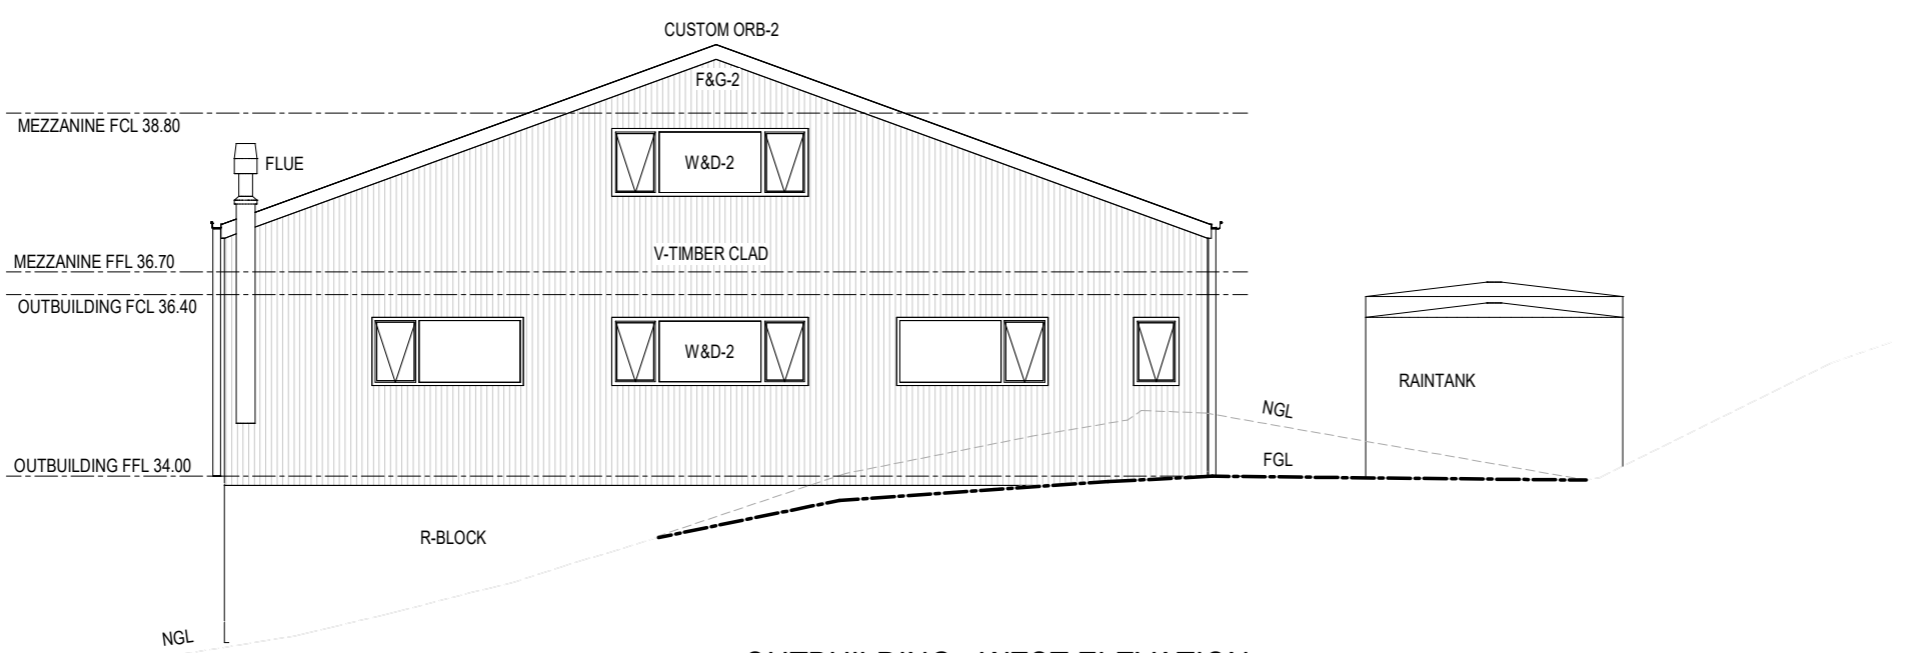 CUSTOM ORB-2
F&G-2
MEZZANINE FCL 38.80
FLUE
W&D-2
V-TIMBER CLAD
MEZZANINE FFL 36.70
OUTBUILDING FCL 36.40
W&D-2
RAINTANK
NGL
OUTBUILDING FFL 34.00
FGL
R-BLOCK
NGL